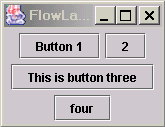 FlowLa...
Button 1 2
This is button three
four